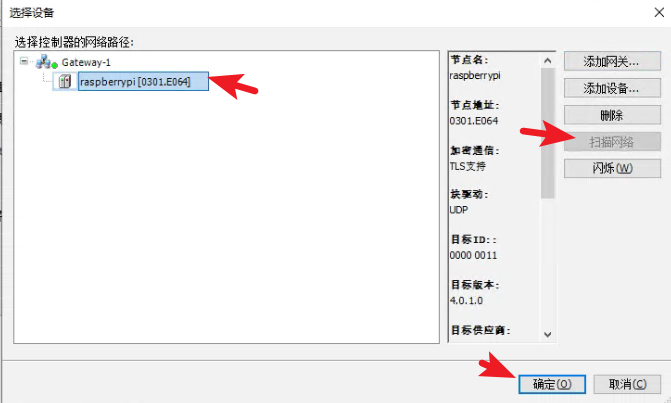 选择设备
选择控制器的网络路径:
Gateway-1
raspberrypi [0301.E064]
节点名:
raspberrypi
节点地址:
0301.E064
加密通信:
TLS支持
块驱动:
UDP
目标ID::
0000 0011
目标版本:
4.0.1.0
目标供应商:
添加网关...
添加设备...
删除
扫描网络
闪烁(W)
确定(O)
取消(C)